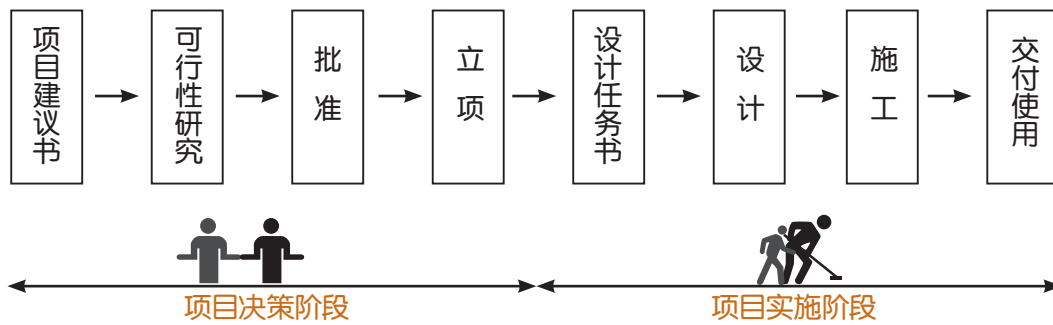 项目建议书
可行性研究
批准
立项
设计任务书
设计
施工
交付使用
项目决策阶段
项目实施阶段